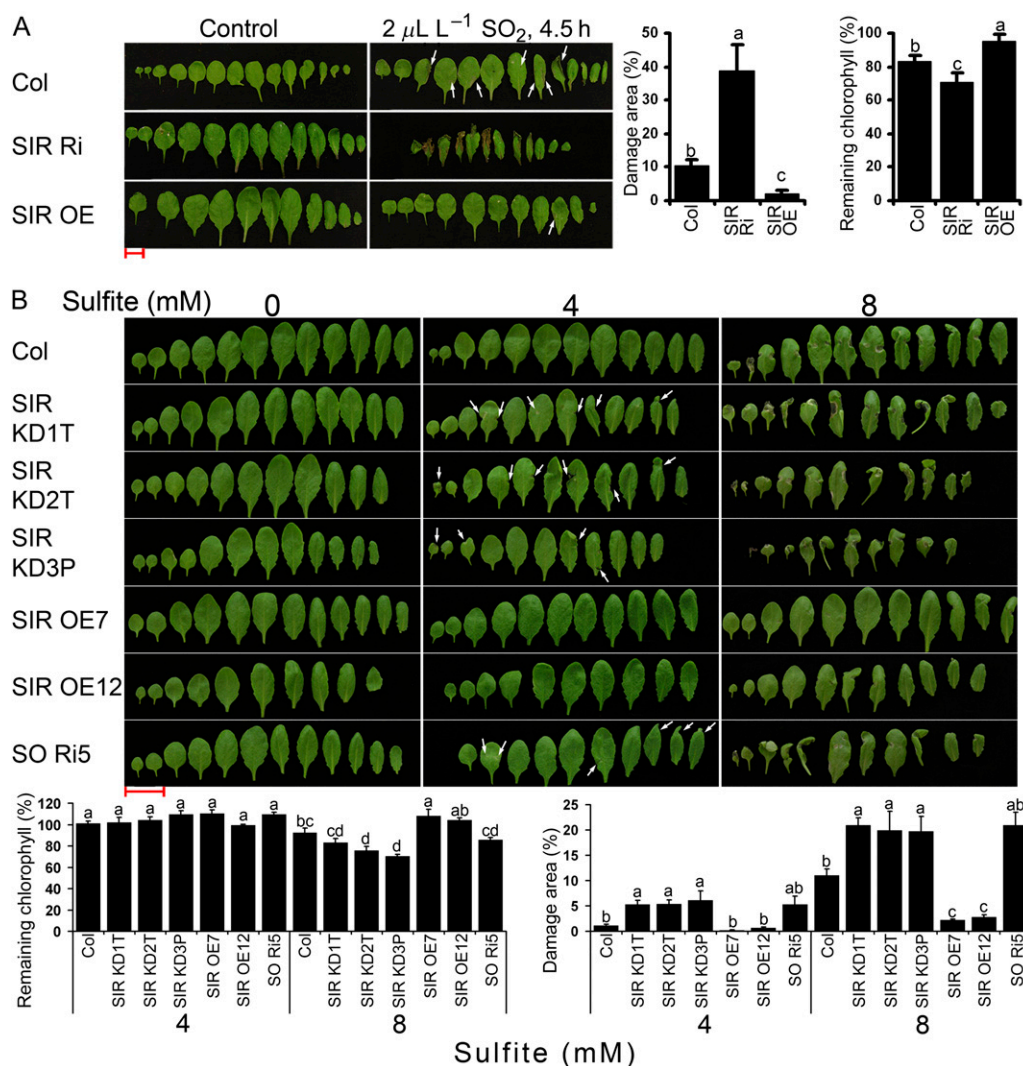 A
Control
2 μL L⁻¹ SO₂, 4.5 h
Col
SIR Ri
SIR OE
Damage area (%)
50
40
30
20
10
0
b
a
c
Col
SIR Ri
SIR OE
Remaining chlorophyll (%)
100
80
60
40
20
0
b
c
a
Col
SIR Ri
SIR OE
B
Sulfite (mM)
0
4
8
Col
SIR KD1T
SIR KD2T
SIR KD3P
SIR OE7
SIR OE12
SO Ri5
Remaining chlorophyll (%)
120
100
80
60
40
20
0
a a a a a a a bc cd d d a ab cd
Col
SIR KD1T
SIR KD2T
SIR KD3P
SIR OE7
SIR OE12
SO Ri5
Col
SIR KD1T
SIR KD2T
SIR KD3P
SIR OE7
SIR OE12
SO Ri5
4
8
Damage area (%)
25
20
15
10
5
0
b a a a b b ab b a a a c c ab
Col
SIR KD1T
SIR KD2T
SIR KD3P
SIR OE7
SIR OE12
SO Ri5
Col
SIR KD1T
SIR KD2T
SIR KD3P
SIR OE7
SIR OE12
SO Ri5
4
8
Sulfite (mM)